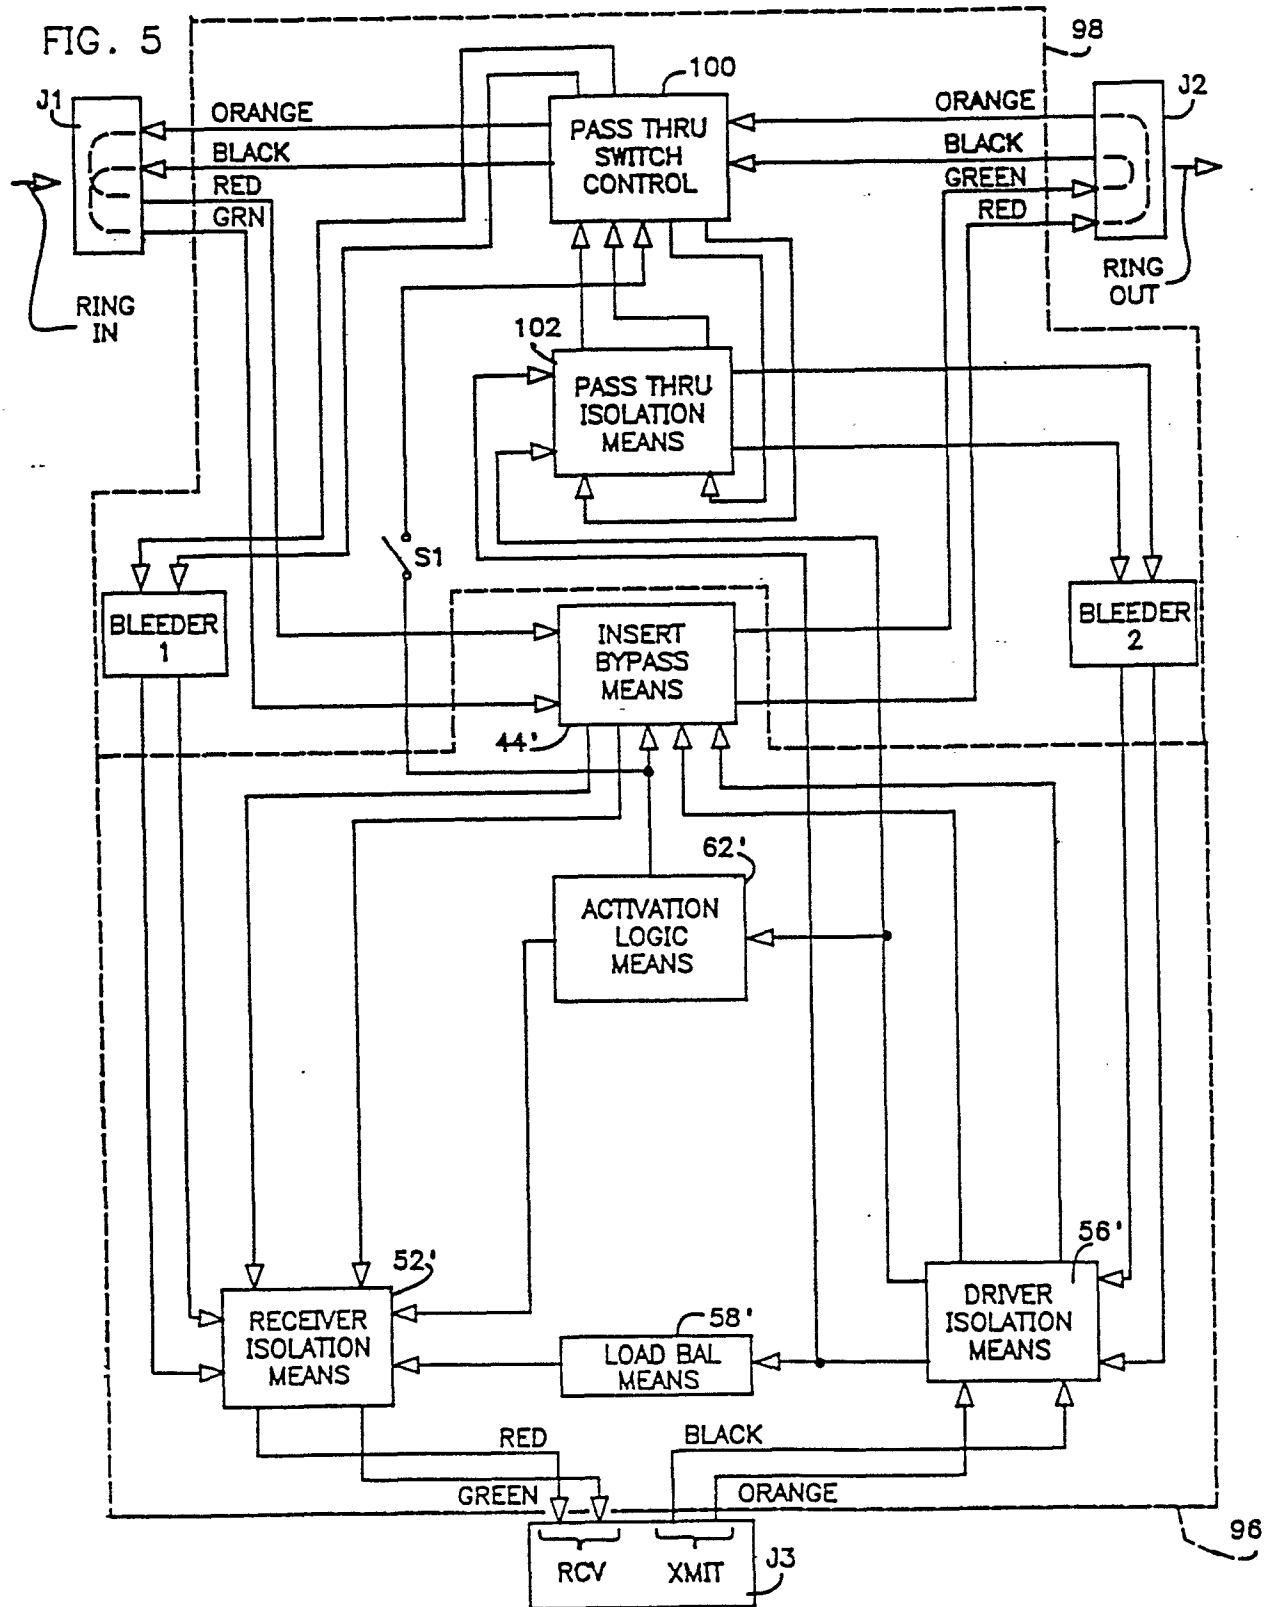 FIG. 5
98
100
J1
J2
ORANGE
ORANGE
PASS THRU
SWITCH
CONTROL
BLACK
BLACK
RED
GREEN
GRN
RED
RING
IN
RING
OUT
102
PASS THRU
ISOLATION
MEANS
S1
BLEEDER
1
INSERT
BYPASS
MEANS
BLEEDER
2
44'
62'
ACTIVATION
LOGIC
MEANS
52'
56'
RECEIVER
ISOLATION
MEANS
DRIVER
ISOLATION
MEANS
58'
LOAD BAL
MEANS
RED
BLACK
GREEN
ORANGE
96
RCV
XMIT
J3